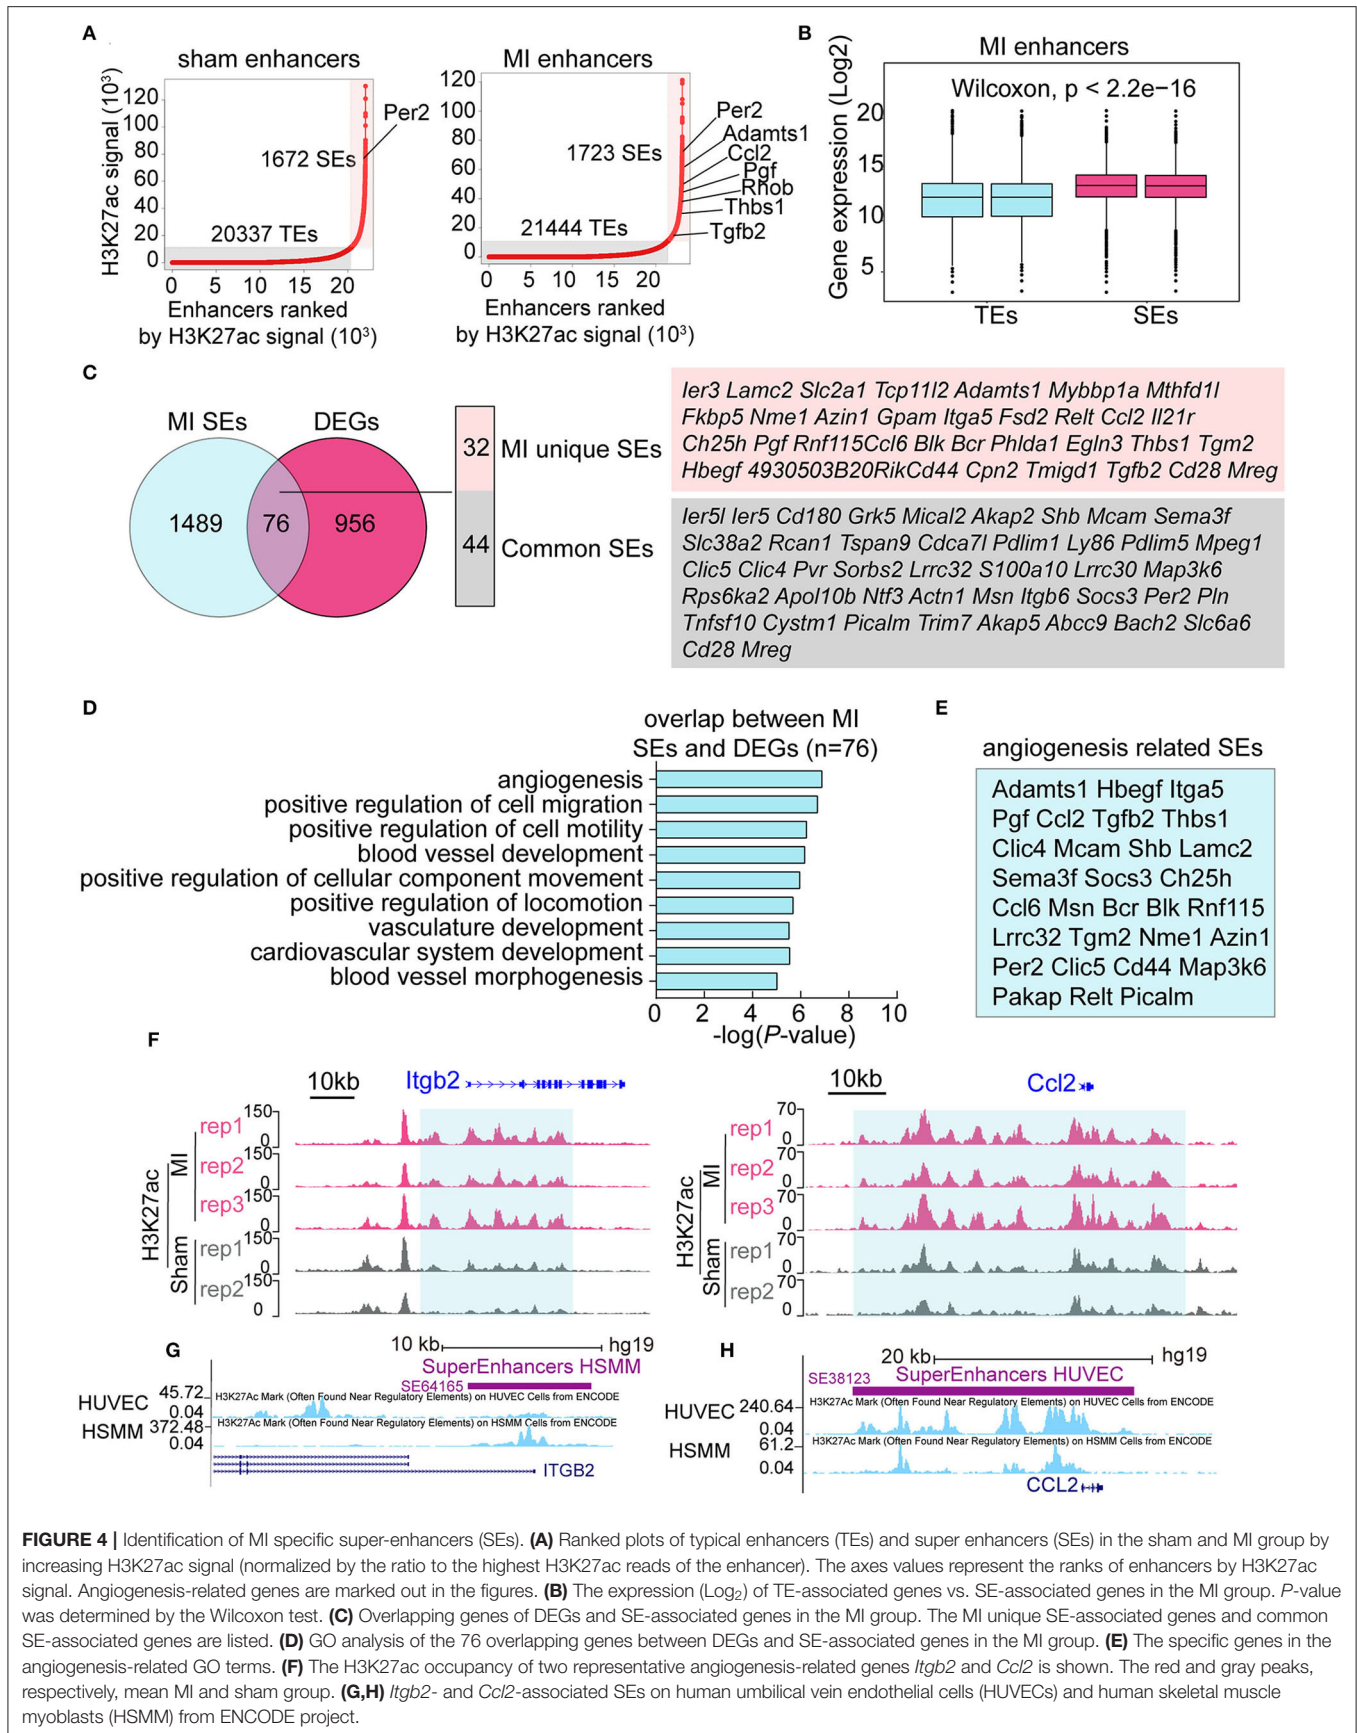 A
sham enhancers
H3K27ac signal (10³)
120
100
80
60
40
20
0
Per2
1672 SEs
20337 TEs
0 5 10 15 20
Enhancers ranked
by H3K27ac signal (10³)
MI enhancers
120
100
80
60
40
20
0
Per2
Adamts1
Ccl2
Pgf
Rhob
Thbs1
Tgfb2
1723 SEs
21444 TEs
0 5 10 15 20
Enhancers ranked
by H3K27ac signal (10³)
B
MI enhancers
Wilcoxon, p < 2.2e−16
Gene expression (Log2)
20
15
10
5
TEs SEs
C
MI SEs DEGs
1489 76 956
32 MI unique SEs
44 Common SEs
Ier3 Lamc2 Slc2a1 Tcp11l2 Adamts1 Mybbp1a Mthfd1l
Fkbp5 Nme1 Azin1 Gpam Itga5 Fsd2 Relt Ccl2 Il21r
Ch25h Pgf Rnf115Ccl6 Blk Bcr Phlda1 Egln3 Thbs1 Tgm2
Hbegf 4930503B20RikCd44 Cpn2 Tmigd1 Tgfb2 Cd28 Mreg
Ier5l Ier5 Cd180 Grk5 Mical2 Akap2 Shb Mcam Sema3f
Slc38a2 Rcan1 Tspan9 Cdca7l Pdlim1 Ly86 Pdlim5 Mpeg1
Clic5 Clic4 Pvr Sorbs2 Lrrc32 S100a10 Lrrc30 Map3k6
Rps6ka2 Apol10b Ntf3 Actn1 Msn Itgb6 Socs3 Per2 Pln
Tnfsf10 Cystm1 Picalm Trim7 Akap5 Abcc9 Bach2 Slc6a6
Cd28 Mreg
D
overlap between MI
SEs and DEGs (n=76)
angiogenesis
positive regulation of cell migration
positive regulation of cell motility
blood vessel development
positive regulation of cellular component movement
positive regulation of locomotion
vasculature development
cardiovascular system development
blood vessel morphogenesis
0 2 4 6 8 10
-log(P-value)
E
angiogenesis related SEs
Adamts1 Hbegf Itga5
Pgf Ccl2 Tgfb2 Thbs1
Clic4 Mcam Shb Lamc2
Sema3f Socs3 Ch25h
Ccl6 Msn Bcr Blk Rnf115
Lrrc32 Tgm2 Nme1 Azin1
Per2 Clic5 Cd44 Map3k6
Pakap Relt Picalm
F
10kb Itgb2
H3K27ac
MI
Sham
rep1 150 0
rep2 150 0
rep3 150 0
rep1 150 0
rep2 150 0
10kb Ccl2
H3K27ac
MI
Sham
rep1 70 0
rep2 70 0
rep3 70 0
rep1 70 0
rep2 70 0
G
10 kb hg19
SuperEnhancers HSMM
SE64165
HUVEC 45.72 0.04
H3K27Ac Mark (Often Found Near Regulatory Elements) on HUVEC Cells from ENCODE
HSMM 372.48 0.04
H3K27Ac Mark (Often Found Near Regulatory Elements) on HSMM Cells from ENCODE
ITGB2
H
20 kb hg19
SE38123 SuperEnhancers HUVEC
HUVEC 240.64 0.04
H3K27Ac Mark (Often Found Near Regulatory Elements) on HUVEC Cells from ENCODE
HSMM 61.2 0.04
H3K27Ac Mark (Often Found Near Regulatory Elements) on HSMM Cells from ENCODE
CCL2
FIGURE 4 | Identification of MI specific super-enhancers (SEs). (A) Ranked plots of typical enhancers (TEs) and super enhancers (SEs) in the sham and MI group by
increasing H3K27ac signal (normalized by the ratio to the highest H3K27ac reads of the enhancer). The axes values represent the ranks of enhancers by H3K27ac
signal. Angiogenesis-related genes are marked out in the figures. (B) The expression (Log₂) of TE-associated genes vs. SE-associated genes in the MI group. P-value
was determined by the Wilcoxon test. (C) Overlapping genes of DEGs and SE-associated genes in the MI group. The MI unique SE-associated genes and common
SE-associated genes are listed. (D) GO analysis of the 76 overlapping genes between DEGs and SE-associated genes in the MI group. (E) The specific genes in the
angiogenesis-related GO terms. (F) The H3K27ac occupancy of two representative angiogenesis-related genes Itgb2 and Ccl2 is shown. The red and gray peaks,
respectively, mean MI and sham group. (G,H) Itgb2- and Ccl2-associated SEs on human umbilical vein endothelial cells (HUVECs) and human skeletal muscle
myoblasts (HSMM) from ENCODE project.